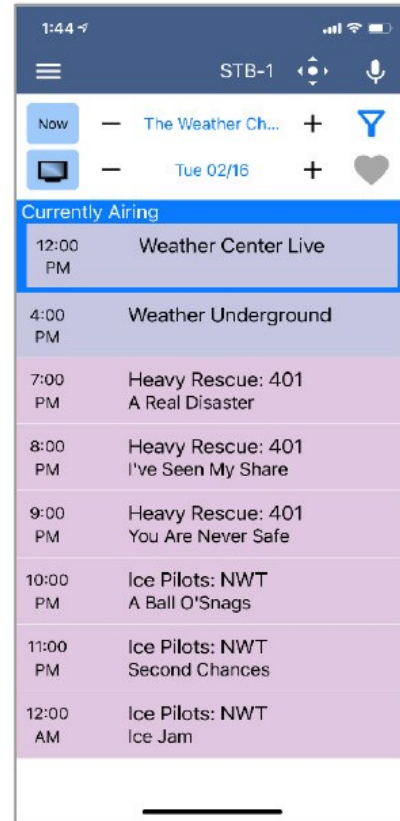 1:44
STB-1
Now − The Weather Ch... +
− Tue 02/16 +
Currently Airing
12:00 PM Weather Center Live
4:00 PM Weather Underground
7:00 PM Heavy Rescue: 401
A Real Disaster
8:00 PM Heavy Rescue: 401
I've Seen My Share
9:00 PM Heavy Rescue: 401
You Are Never Safe
10:00 PM Ice Pilots: NWT
A Ball O'Snags
11:00 PM Ice Pilots: NWT
Second Chances
12:00 AM Ice Pilots: NWT
Ice Jam